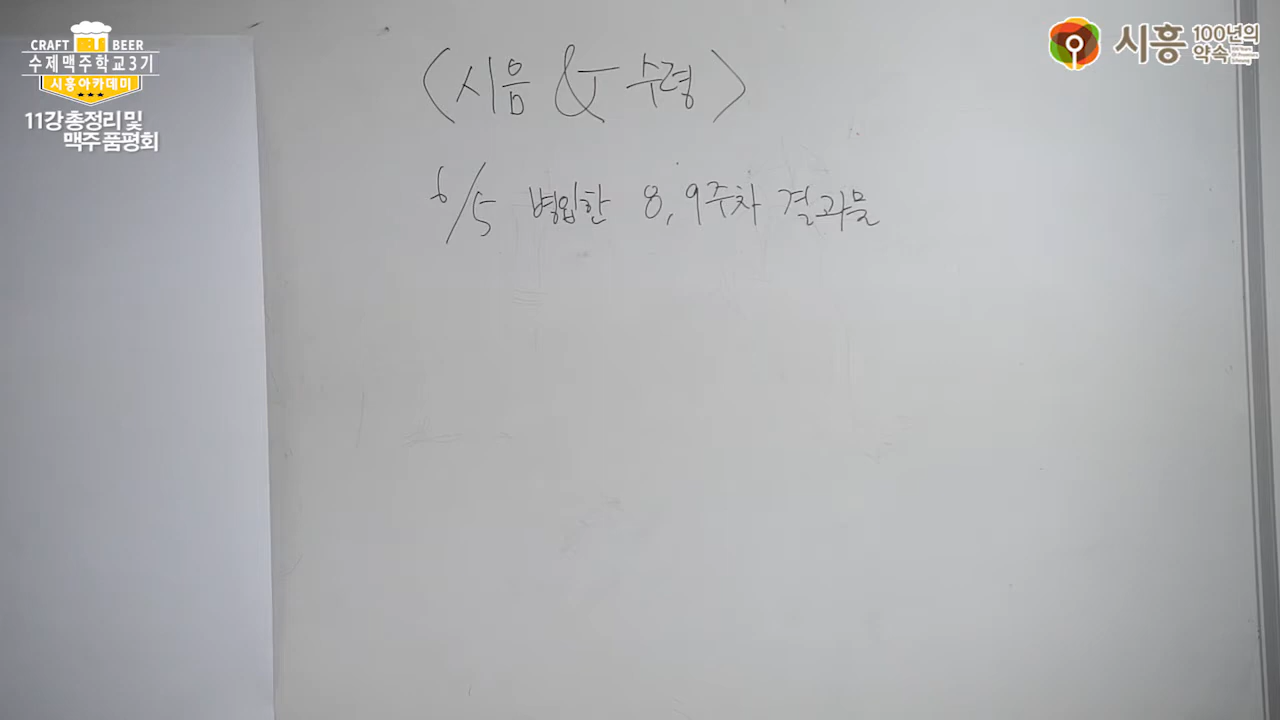 CRAFT BEER
수제맥주학교3기
시흥아카데미
11강 총정리 및
맥주 품평회
시흥 100년의
약속
<시음 & 수령>
6/5 병입한 8, 9주차 결과물